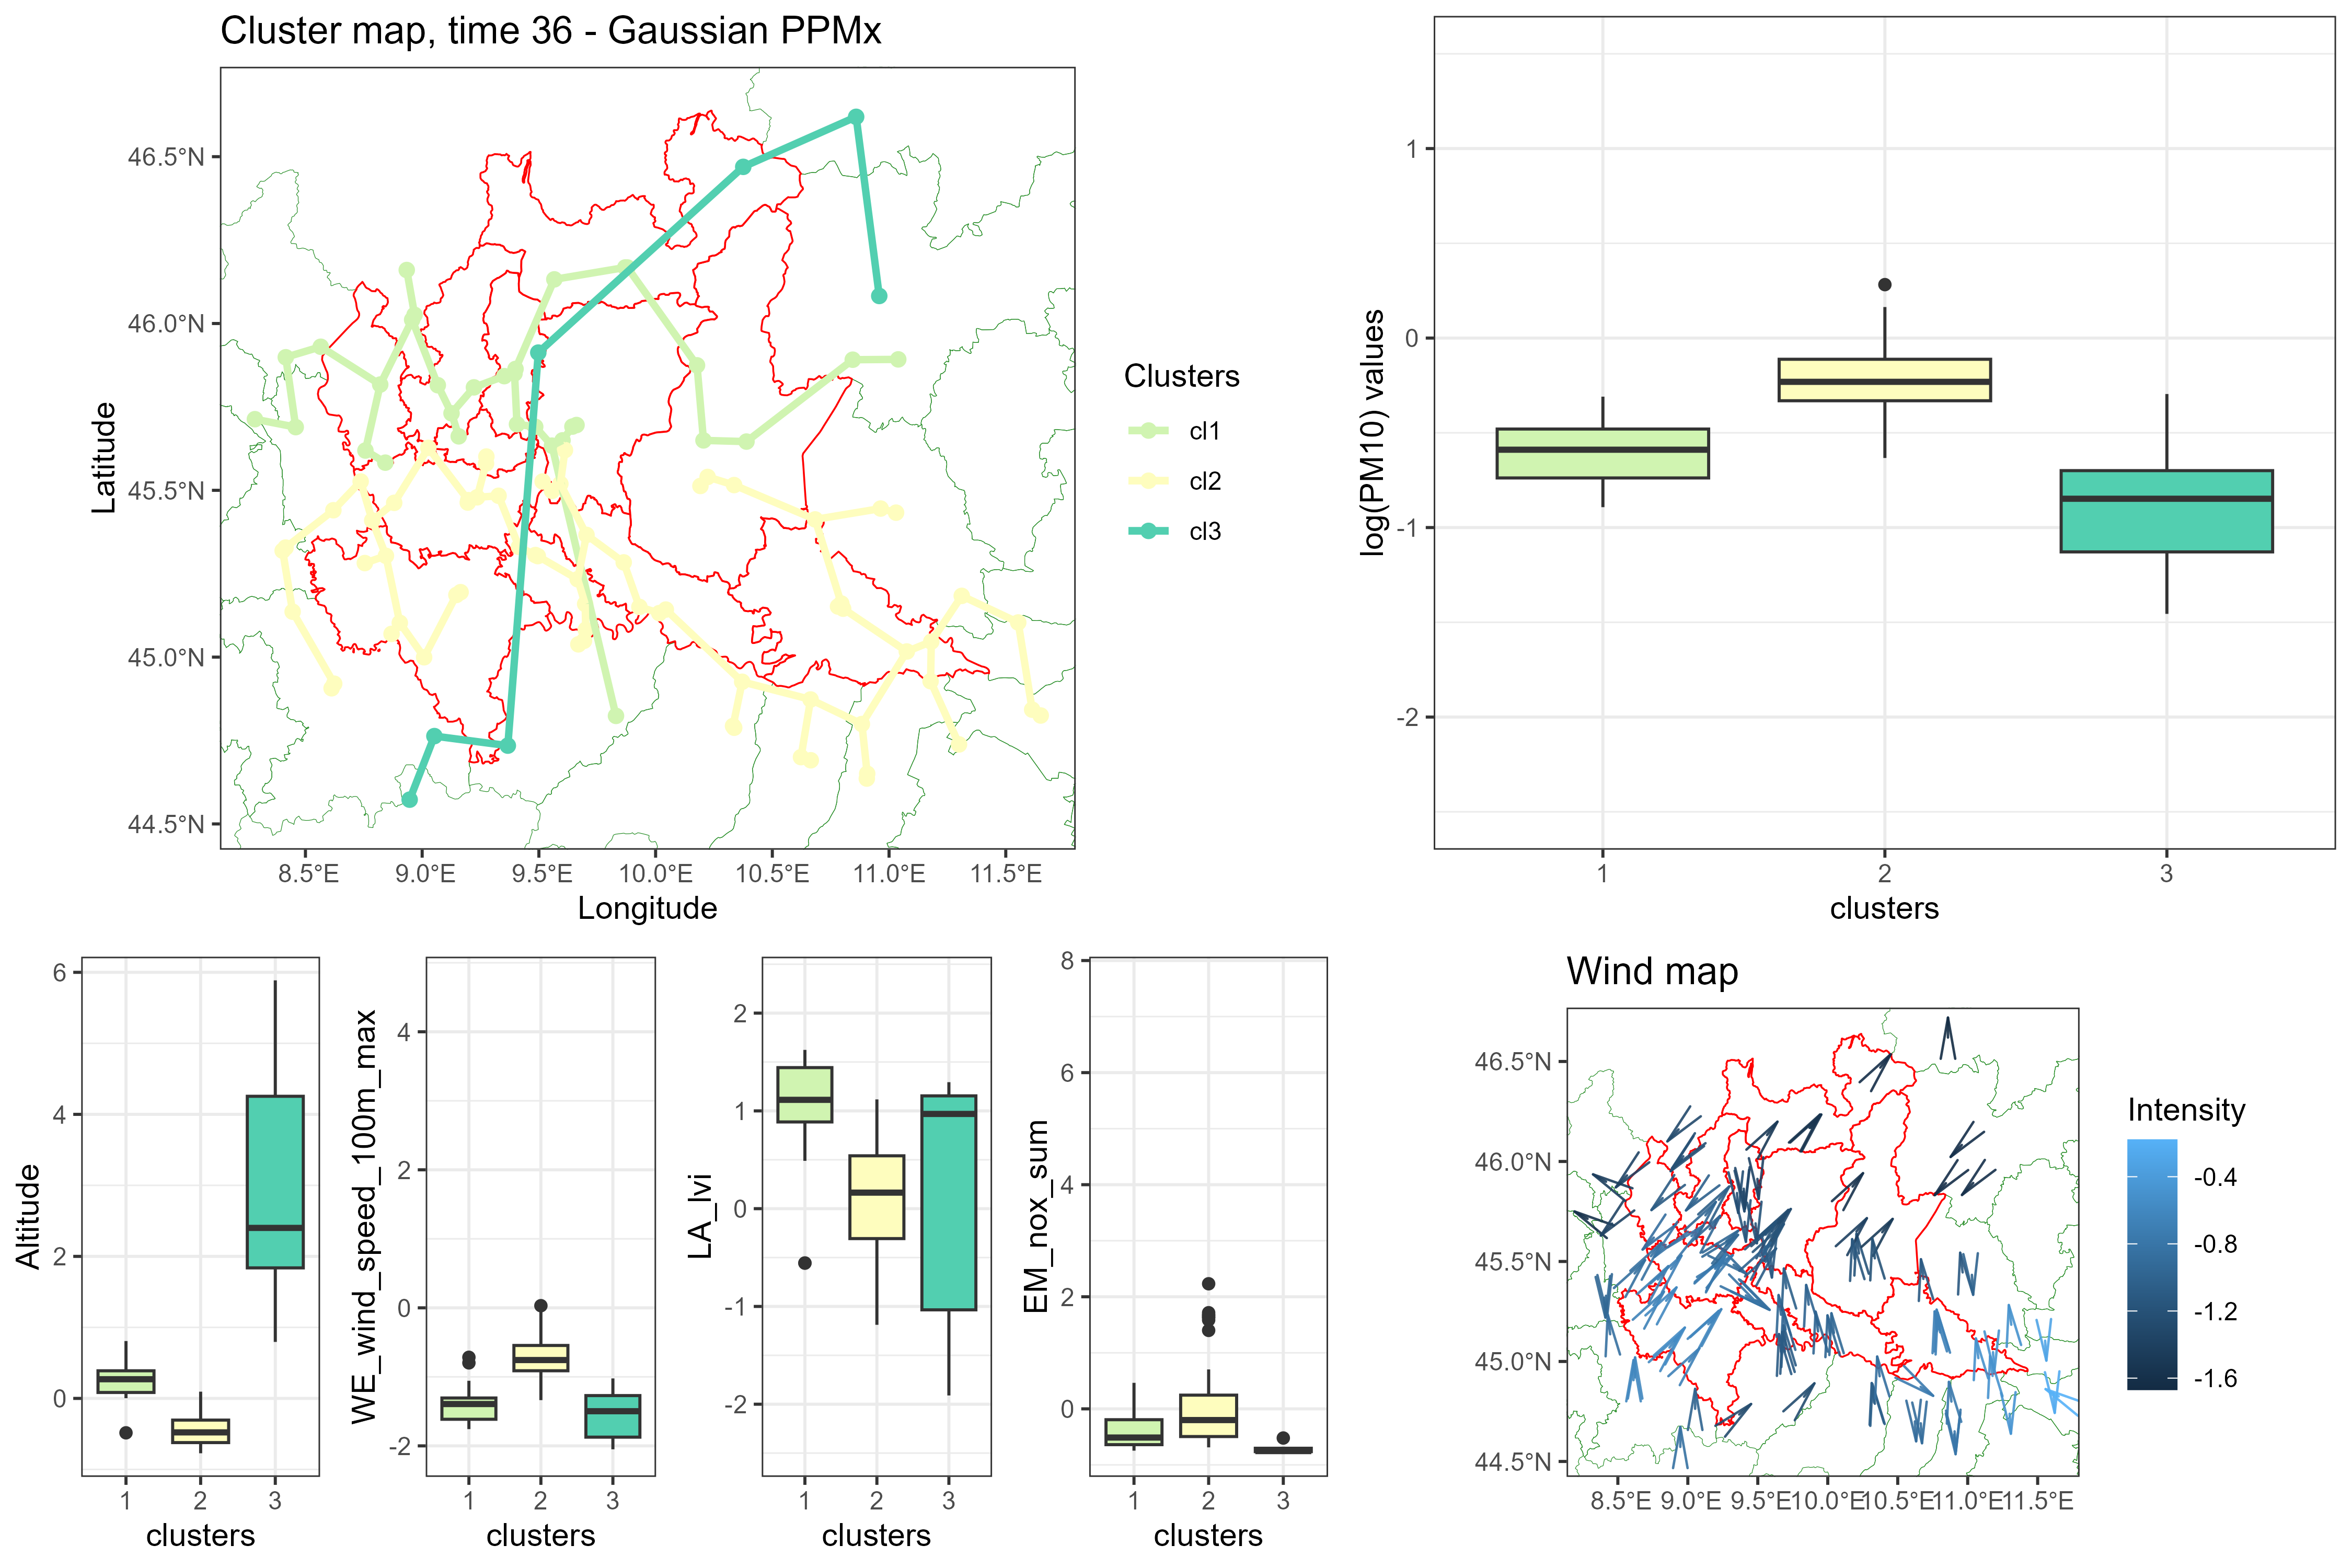 Cluster map, time 36 - Gaussian PPMx
46.5°N
46.0°N
45.5°N
45.0°N
44.5°N
Latitude
8.5°E 9.0°E 9.5°E 10.0°E 10.5°E 11.0°E 11.5°E
Longitude
Clusters
cl1
cl2
cl3
1
0
-1
-2
log(PM10) values
1 2 3
clusters
6
4
2
0
Altitude
1 2 3
clusters
4
2
0
-2
WE_wind_speed_100m_max
1 2 3
clusters
2
1
0
-1
-2
LA_lvi
1 2 3
clusters
8
6
4
2
0
EM_nox_sum
1 2 3
clusters
Wind map
46.5°N
46.0°N
45.5°N
45.0°N
44.5°N
8.5°E 9.0°E 9.5°E 10.0°E 10.5°E 11.0°E 11.5°E
Intensity
-0.4
-0.8
-1.2
-1.6